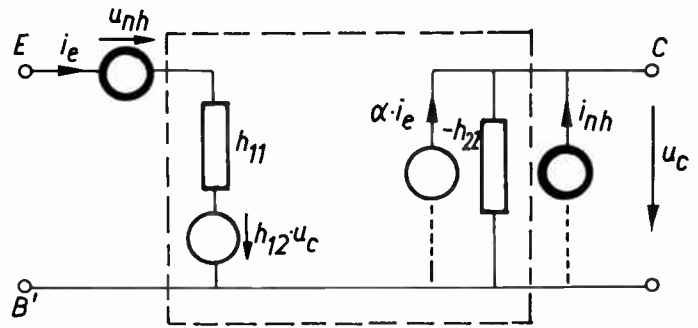 u_nh
E
i_e
C
α·i_e
-h_22
i_nh
h_11
u_c
h_12·u_c
B'